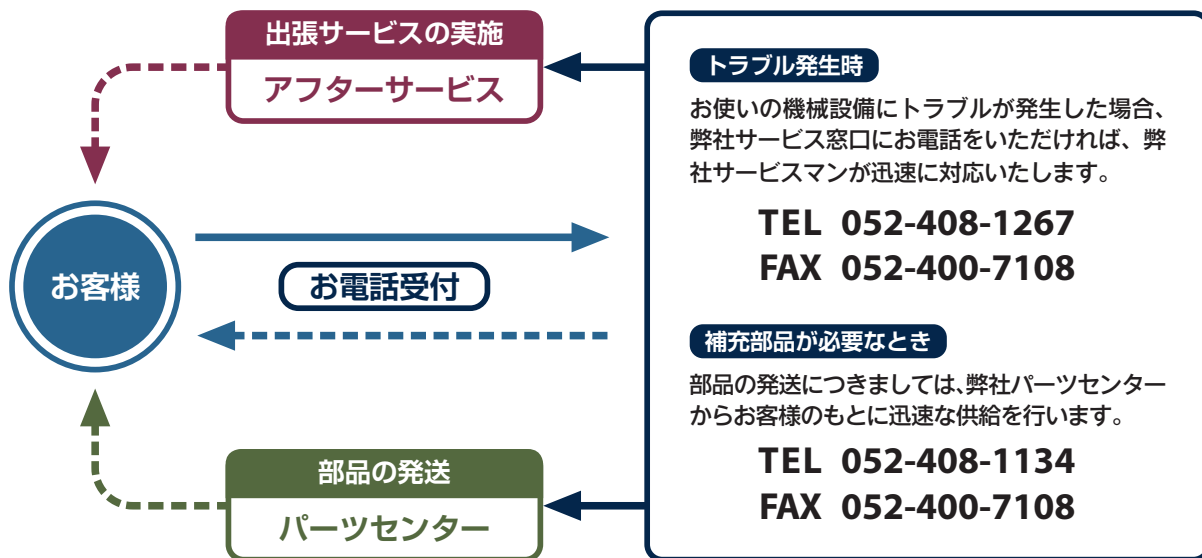 出張サービスの実施
アフターサービス
お客様
お電話受付
部品の発送
パーツセンター
トラブル発生時
お使いの機械設備にトラブルが発生した場合、
弊社サービス窓口にお電話をいただければ、弊
社サービスマンが迅速に対応いたします。
TEL 052-408-1267
FAX 052-400-7108
補充部品が必要なとき
部品の発送につきましては、弊社パーツセンター
からお客様のもとに迅速な供給を行います。
TEL 052-408-1134
FAX 052-400-7108